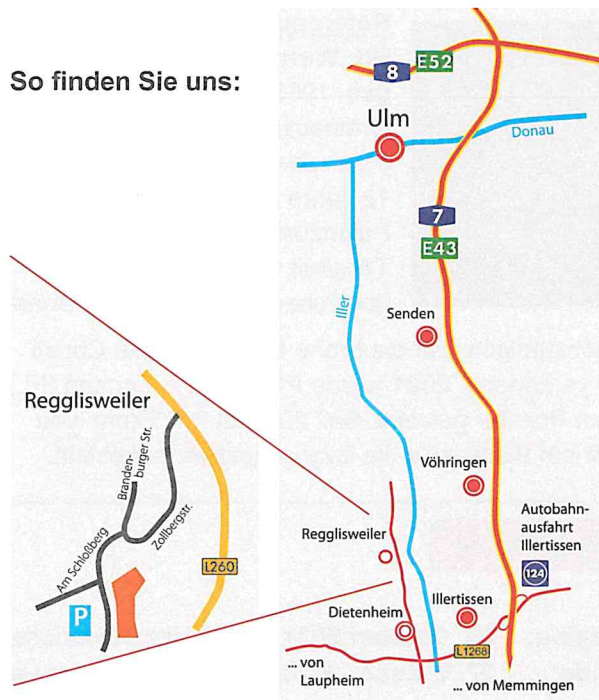 So finden Sie uns:
8
E52
Ulm
Donau
7
E43
Iller
Senden
Regglisweiler
Branden-
burger Str.
Zollbergstr.
Am Schloßberg
L260
P
Vöhringen
Autobahn-
ausfahrt
Illertissen
124
Regglisweiler
Dietenheim
Illertissen
L1268
... von
Laupheim
... von Memmingen